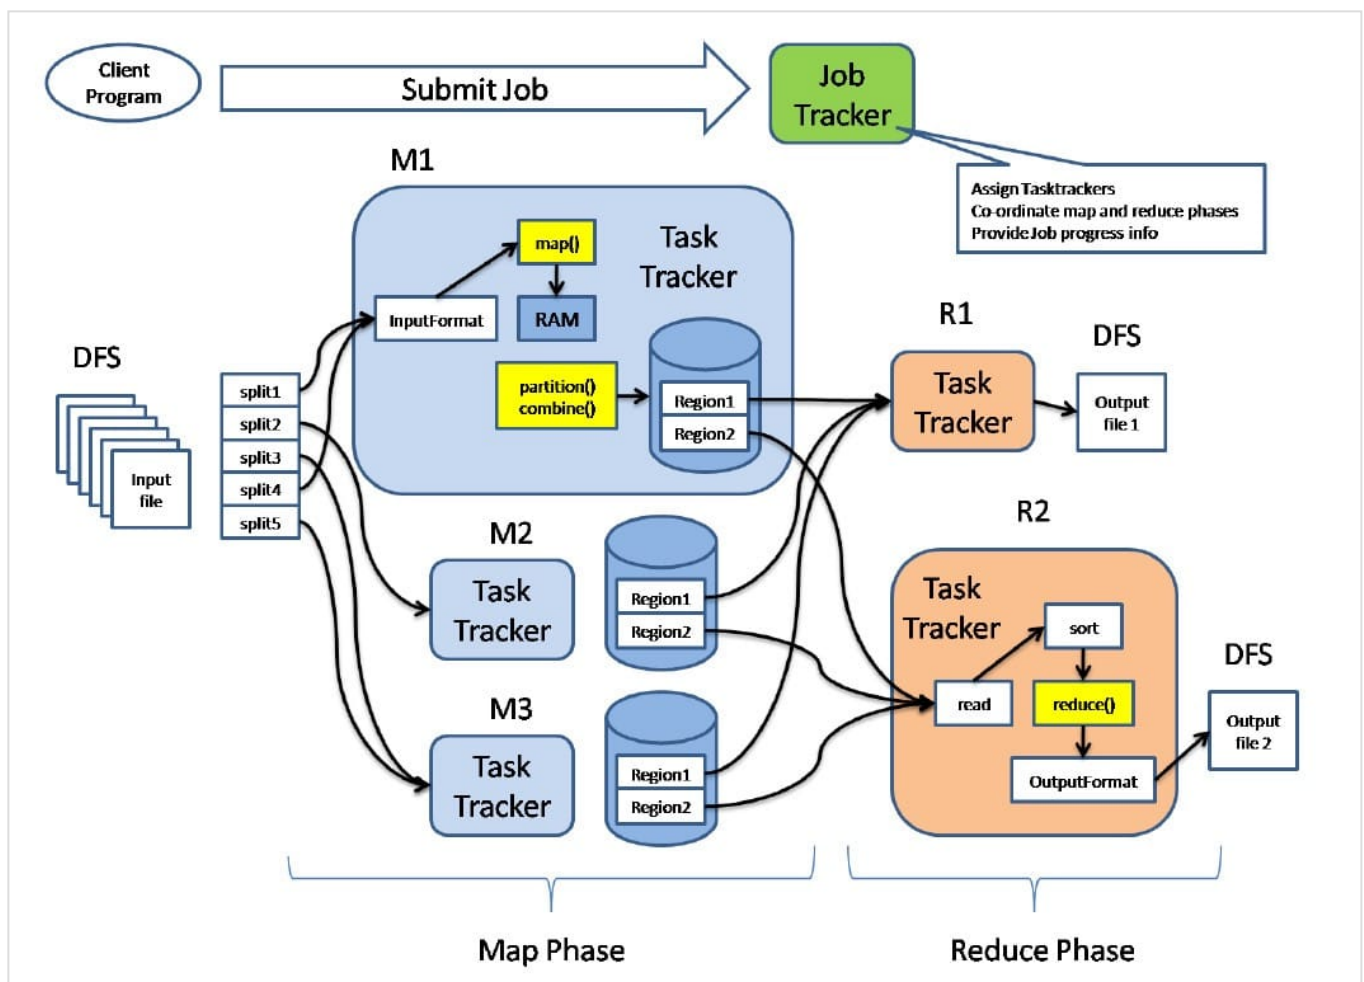 Client
Program
Submit Job
Job
Tracker
Assign Tasktrackers
Co-ordinate map and reduce phases
Provide Job progress info
M1
Task
Tracker
map()
InputFormat
RAM
partition()
combine()
Region1
Region2
DFS
Input
file
split1
split2
split3
split4
split5
M2
Task
Tracker
Region1
Region2
M3
Task
Tracker
Region1
Region2
R1
Task
Tracker
DFS
Output
file 1
R2
Task
Tracker
sort
read
reduce()
OutputFormat
DFS
Output
file 2
Map Phase
Reduce Phase